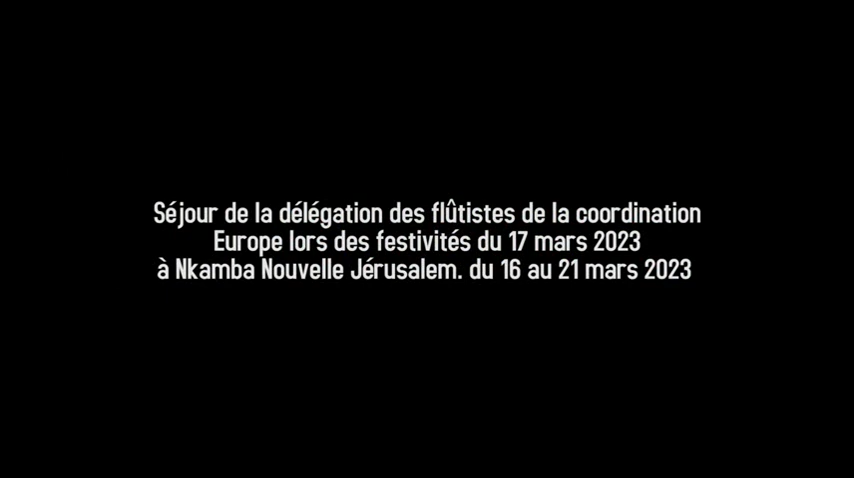 Séjour de la délégation des flûtistes de la coordination
Europe lors des festivités du 17 mars 2023
à Nkamba Nouvelle Jérusalem. du 16 au 21 mars 2023